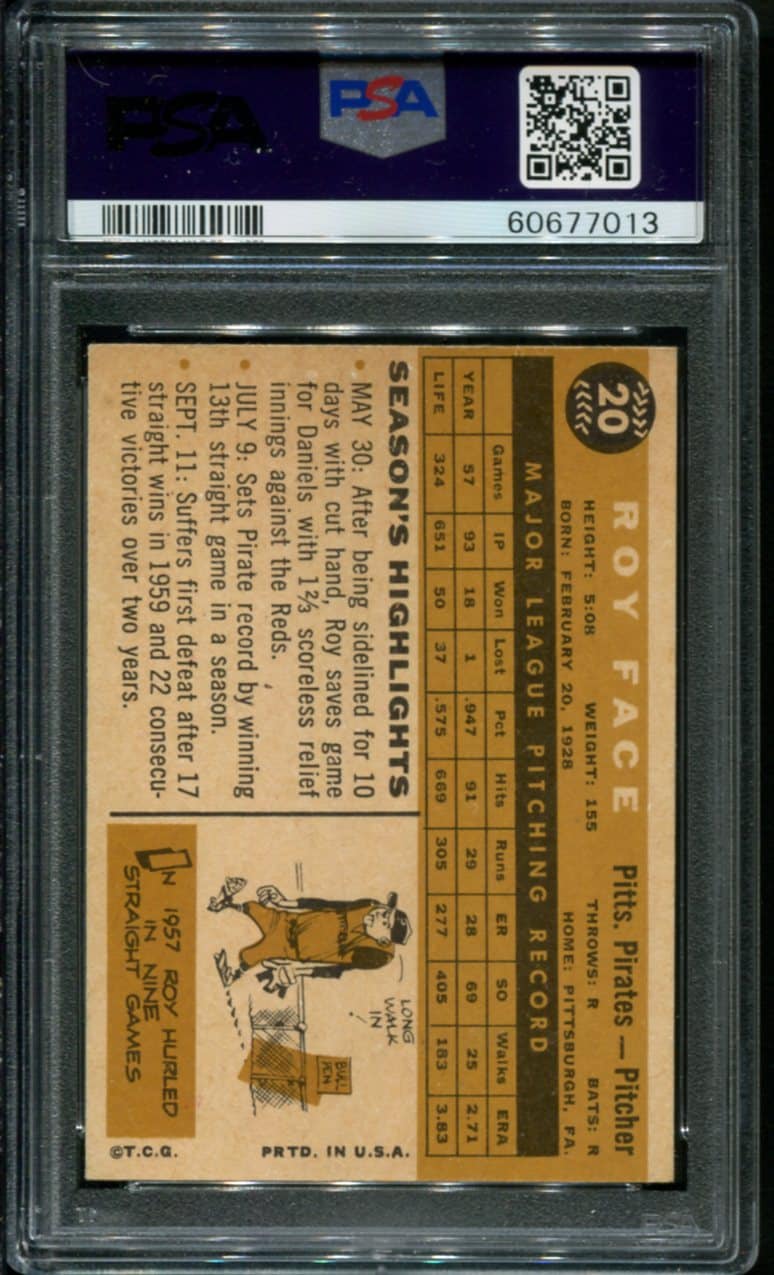 PSA
PSA
60677013
20
ROY FACE Pitts. Pirates — Pitcher
HEIGHT: 5:08 WEIGHT: 155 THROWS: R BATS: R
BORN: FEBRUARY 20, 1928 HOME: PITTSBURGH, PA.
MAJOR LEAGUE PITCHING RECORD
Games IP Won Lost Pct Hits Runs ER SO Walks ERA
YEAR 57 93 18 1 .947 91 29 28 69 25 2.71
LIFE 324 651 50 37 .575 669 305 277 405 183 3.83
SEASON'S HIGHLIGHTS
• MAY 30: After being sidelined for 10
days with cut hand, Roy saves game
for Daniels with 1⅔ scoreless relief
innings against the Reds.
• JULY 9: Sets Pirate record by winning
13th straight game in a season.
• SEPT. 11: Suffers first defeat after 17
straight wins in 1959 and 22 consecu-
tive victories over two years.
LONG
WALK
IN
!
BULL
PEN
IN 1957 ROY HURLED
IN NINE
STRAIGHT GAMES
PRTD. IN U.S.A.
©T.C.G.
PSA